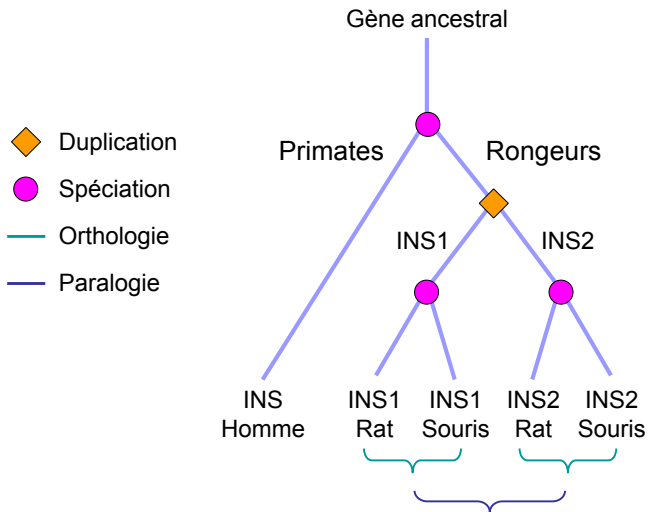 Gène ancestral
Duplication
Spéciation
Orthologie
Paralogie
Primates
Rongeurs
INS1
INS2
INS
Homme
INS1
Rat
INS1
Souris
INS2
Rat
INS2
Souris